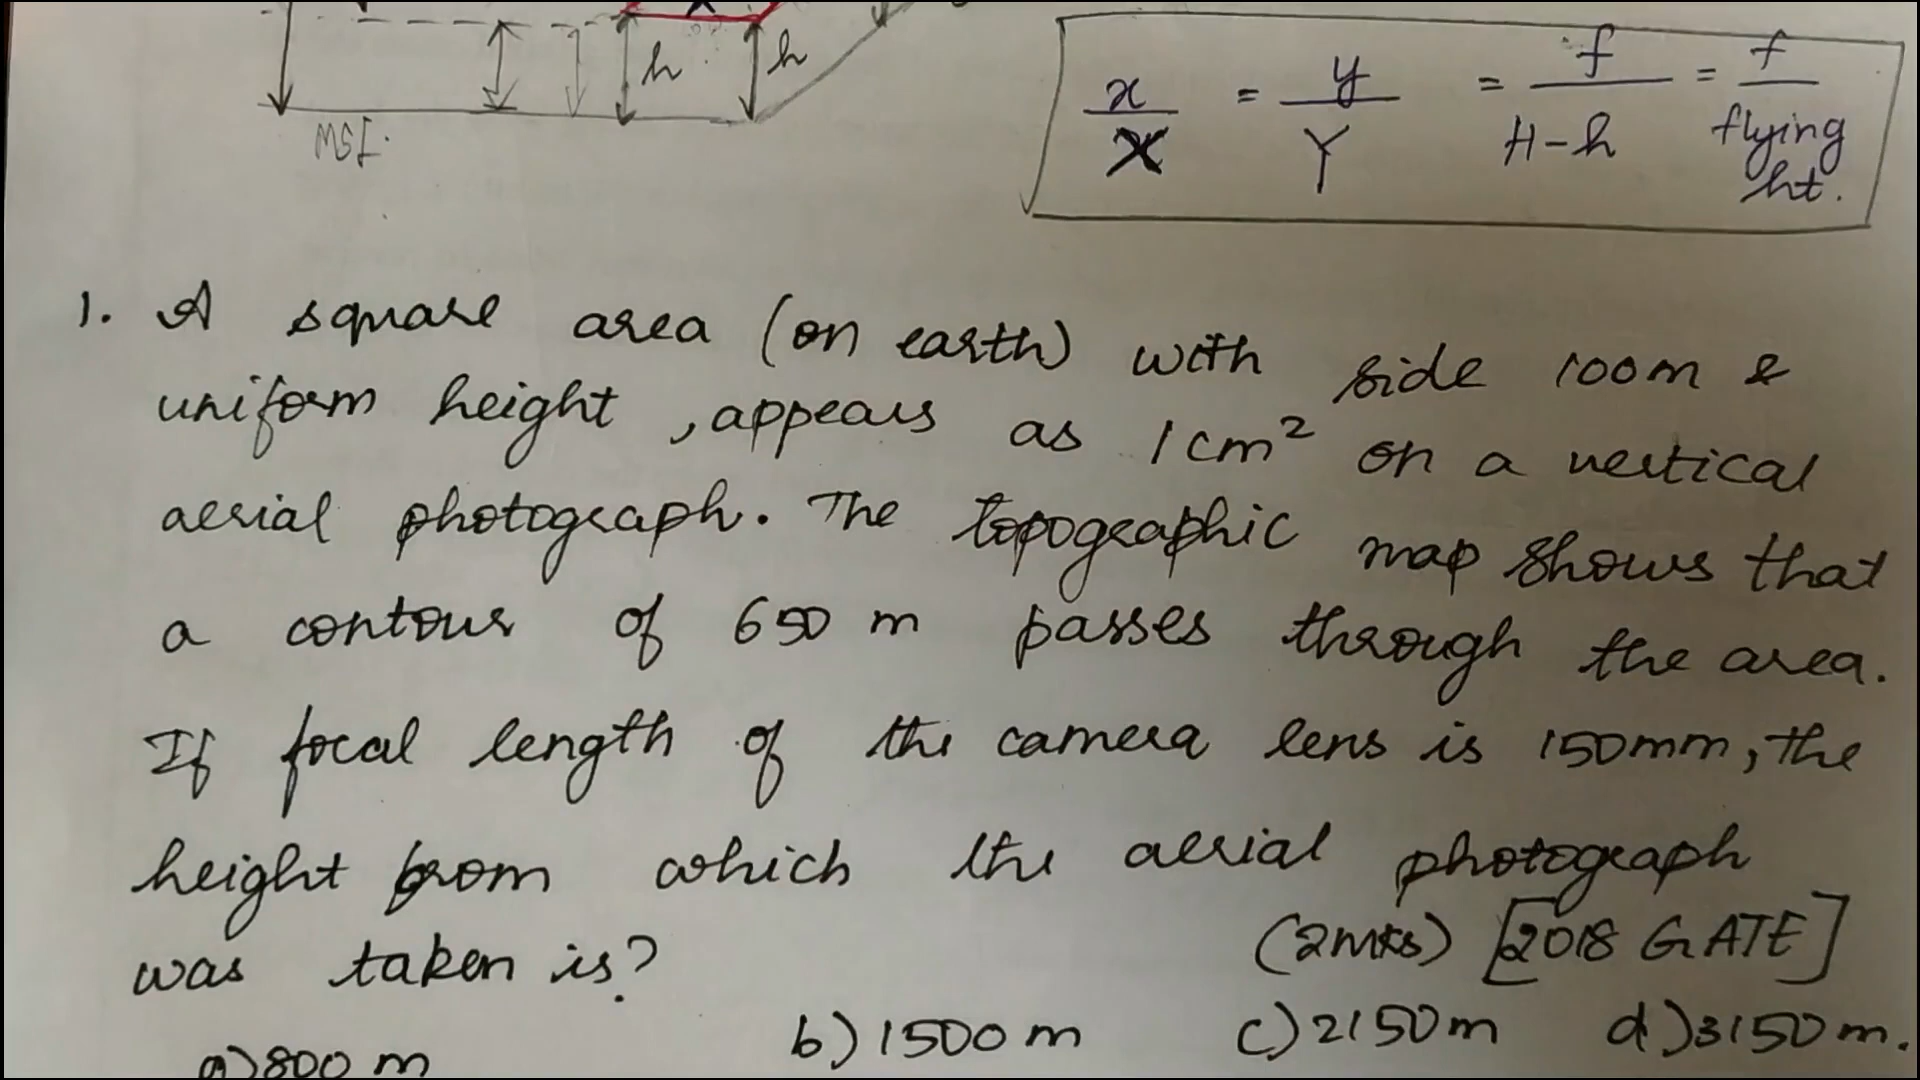 h h
MSL.
x/X = y/Y = f/H-h = f/flying ht.
1. A square area (on earth) with side 100m &
uniform height, appears as 1cm² on a vertical
aerial photograph. The topographic map shows that
a contour of 650 m passes through the area.
If focal length of the camera lens is 150mm, the
height from which the aerial photograph
was taken is? (2mks) [2018 GATE]
a) 800 m b) 1500 m c) 2150m d) 3150 m.